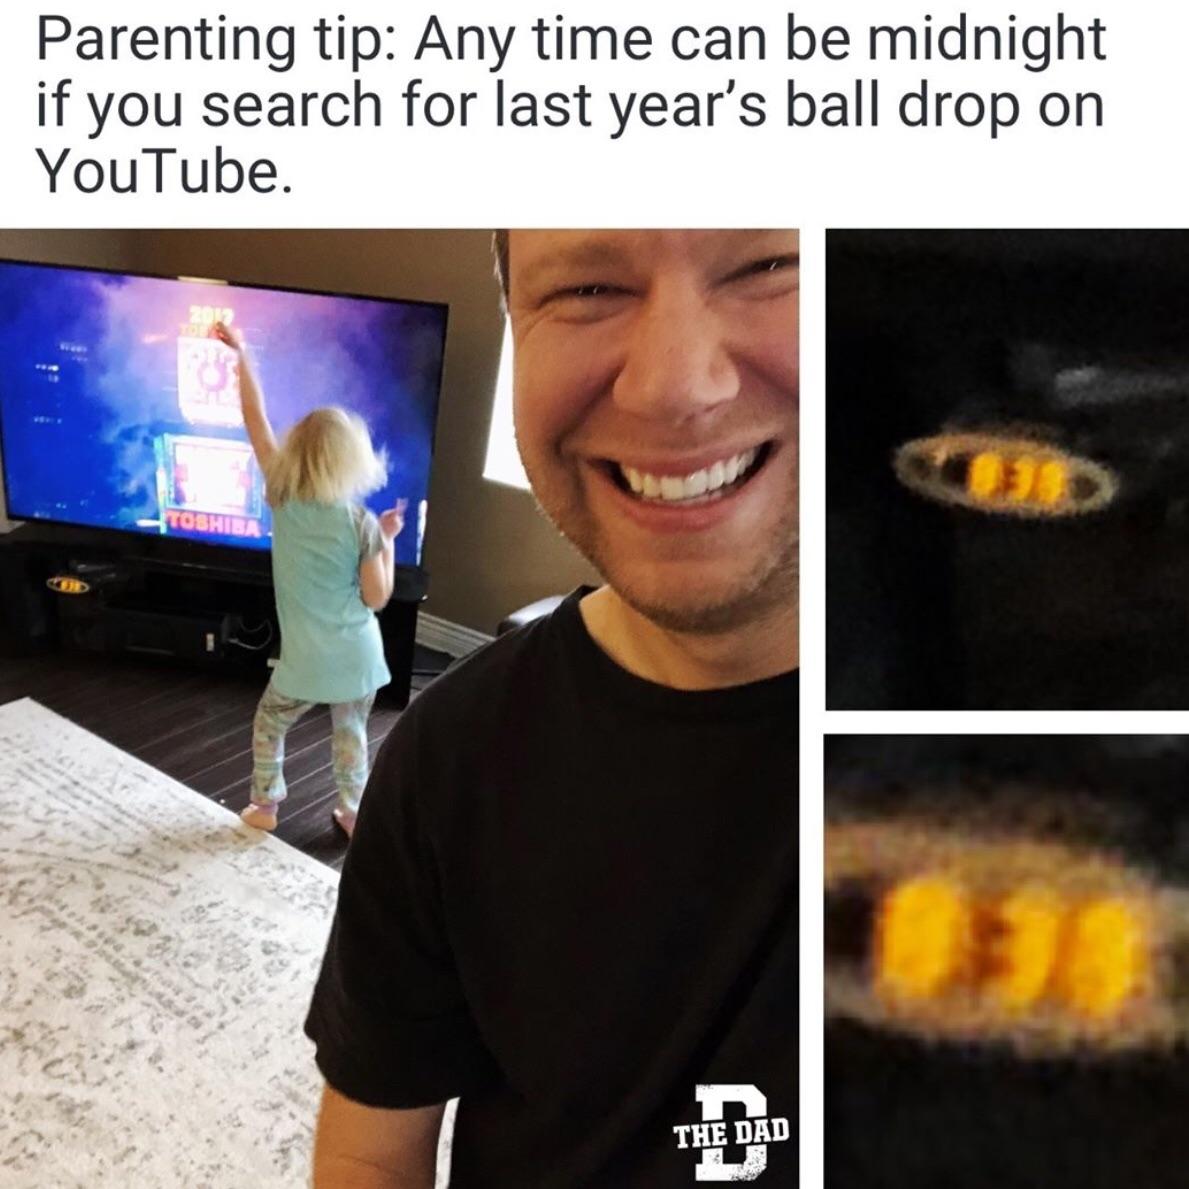 Parenting tip: Any time can be midnight
if you search for last year’s ball drop on
YouTube.
TOSHIBA
THE DAD